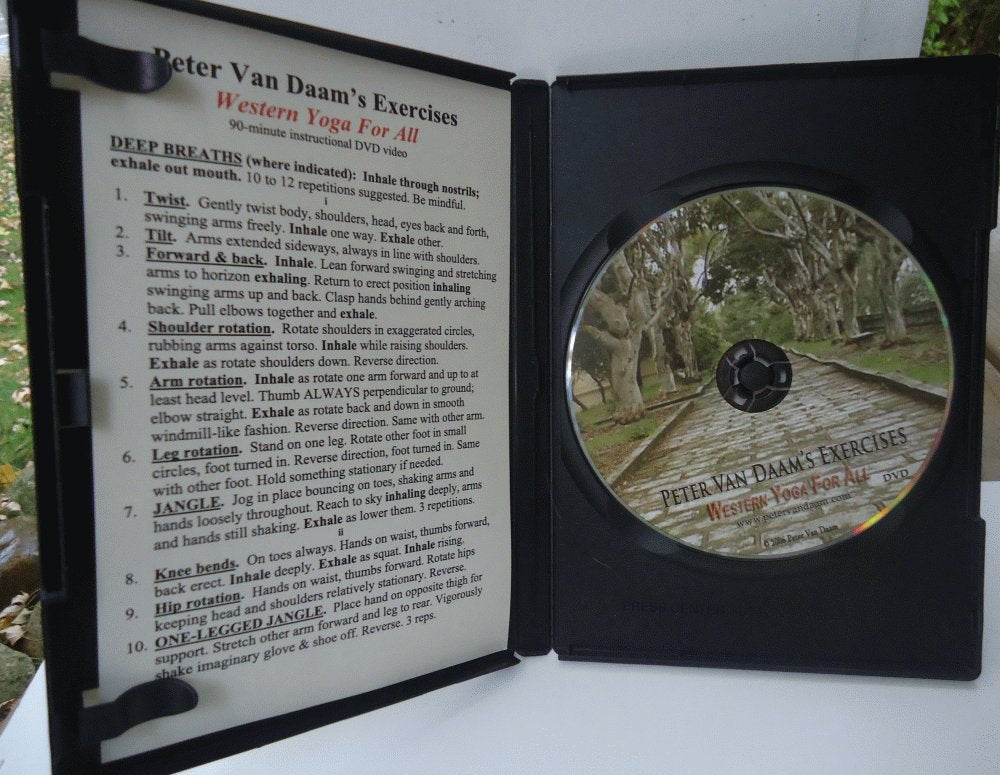 Peter Van Daam's Exercises
Western Yoga For All
90-minute instructional DVD video
DEEP BREATHS (where indicated): Inhale through nostrils;
exhale out mouth. 10 to 12 repetitions suggested. Be mindful.
i
1. Twist. Gently twist body, shoulders, head, eyes back and forth,
swinging arms freely. Inhale one way. Exhale other.
2. Tilt. Arms extended sideways, always in line with shoulders.
3. Forward & back. Inhale. Lean forward swinging and stretching
arms to horizon exhaling. Return to erect position inhaling
swinging arms up and back. Clasp hands behind gently arching
back. Pull elbows together and exhale.
4. Shoulder rotation. Rotate shoulders in exaggerated circles,
rubbing arms against torso. Inhale while raising shoulders.
Exhale as rotate shoulders down. Reverse direction.
5. Arm rotation. Inhale as rotate one arm forward and up to at
least head level. Thumb ALWAYS perpendicular to ground;
elbow straight. Exhale as rotate back and down in smooth
windmill-like fashion. Reverse direction. Same with other arm.
6. Leg rotation. Stand on one leg. Rotate other foot in small
circles, foot turned in. Reverse direction, foot turned in. Same
with other foot. Hold something stationary if needed.
7. JANGLE. Jog in place bouncing on toes, shaking arms and
hands loosely throughout. Reach to sky inhaling deeply, arms
and hands still shaking. Exhale as lower them. 3 repetitions.
ii
8. Knee bends. On toes always. Hands on waist, thumbs forward,
back erect. Inhale deeply. Exhale as squat. Inhale rising.
9. Hip rotation. Hands on waist, thumbs forward. Rotate hips
keeping head and shoulders relatively stationary. Reverse.
10. ONE-LEGGED JANGLE. Place hand on opposite thigh for
support. Stretch other arm forward and leg to rear. Vigorously
shake imaginary glove & shoe off. Reverse. 3 reps.
PETER VAN DAAM'S EXERCISES
WESTERN YOGA FOR ALL DVD
www.petervandaam.com
© 2006 Peter Van Daam